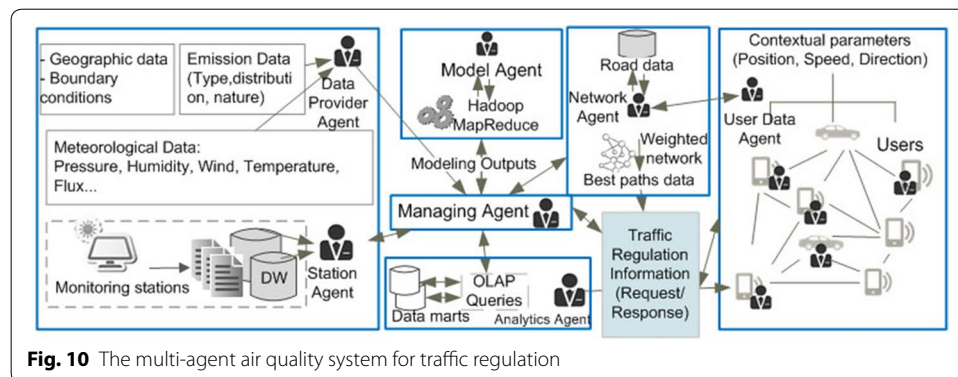 - Geographic data
- Boundary
conditions
Emission Data
(Type,distributi
on, nature)
Data
Provider
Agent
Meteorological Data:
Pressure, Humidity, Wind, Temperature,
Flux...
Monitoring stations
DW
Station
Agent
Model Agent
Hadoop
MapReduce
Modeling Outputs
Managing Agent
Data marts
OLAP
Queries
Analytics Agent
Road data
Network
Agent
Weighted
network
Best paths data
Traffic
Regulation
Information
(Request/
Response)
Contextual parameters
(Position, Speed, Direction)
User Data
Agent
Users
Fig. 10 The multi-agent air quality system for traffic regulation